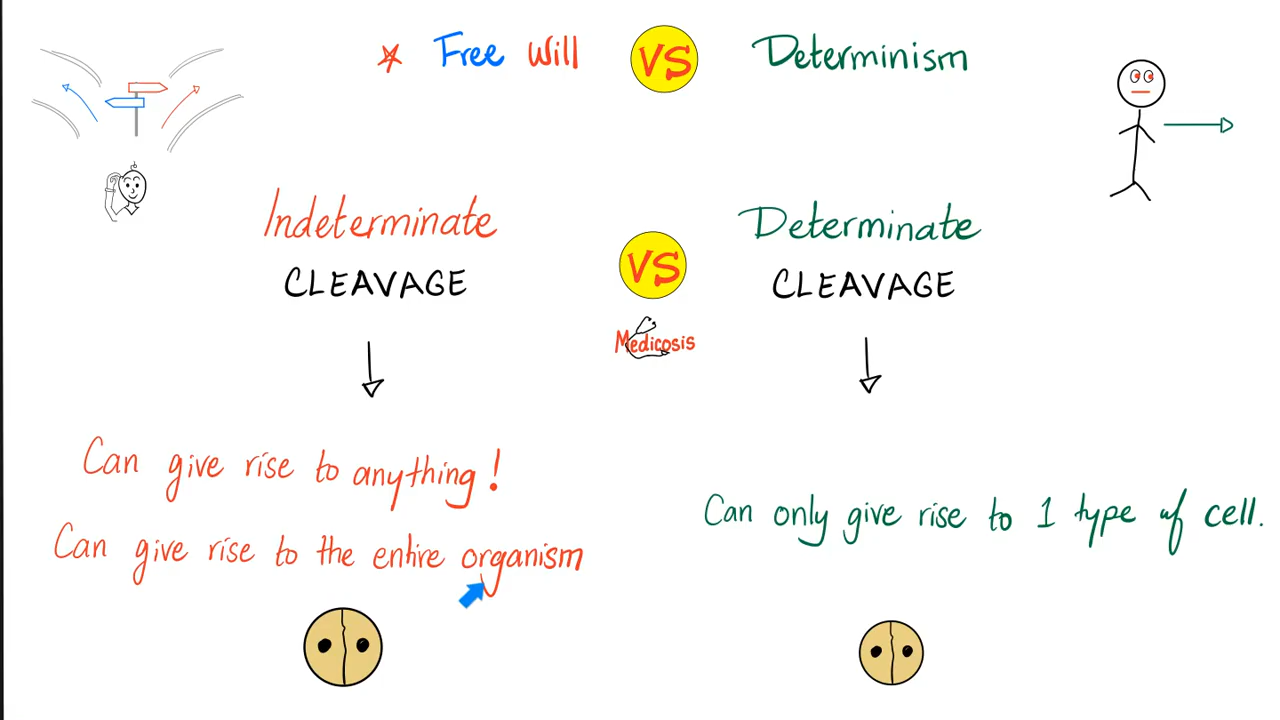 Free Will VS Determinism
Indeterminate CLEAVAGE
VS
Determinate CLEAVAGE
Medicosis
Can give rise to anything!
Can give rise to the entire organism
Can only give rise to 1 type of cell.